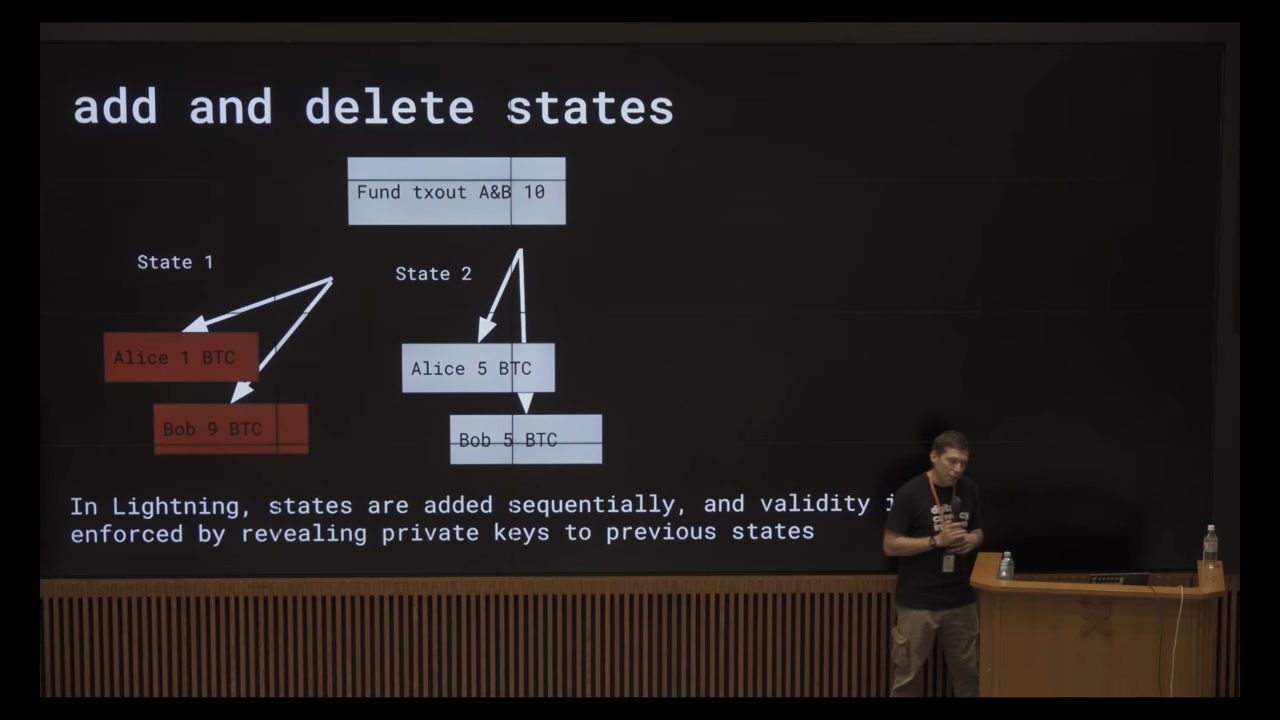 add and delete states
Fund txout A&B 10
State 1
State 2
Alice 1 BTC
Alice 5 BTC
Bob 9 BTC
Bob 5 BTC
In Lightning, states are added sequentially, and validity
enforced by revealing private keys to previous states